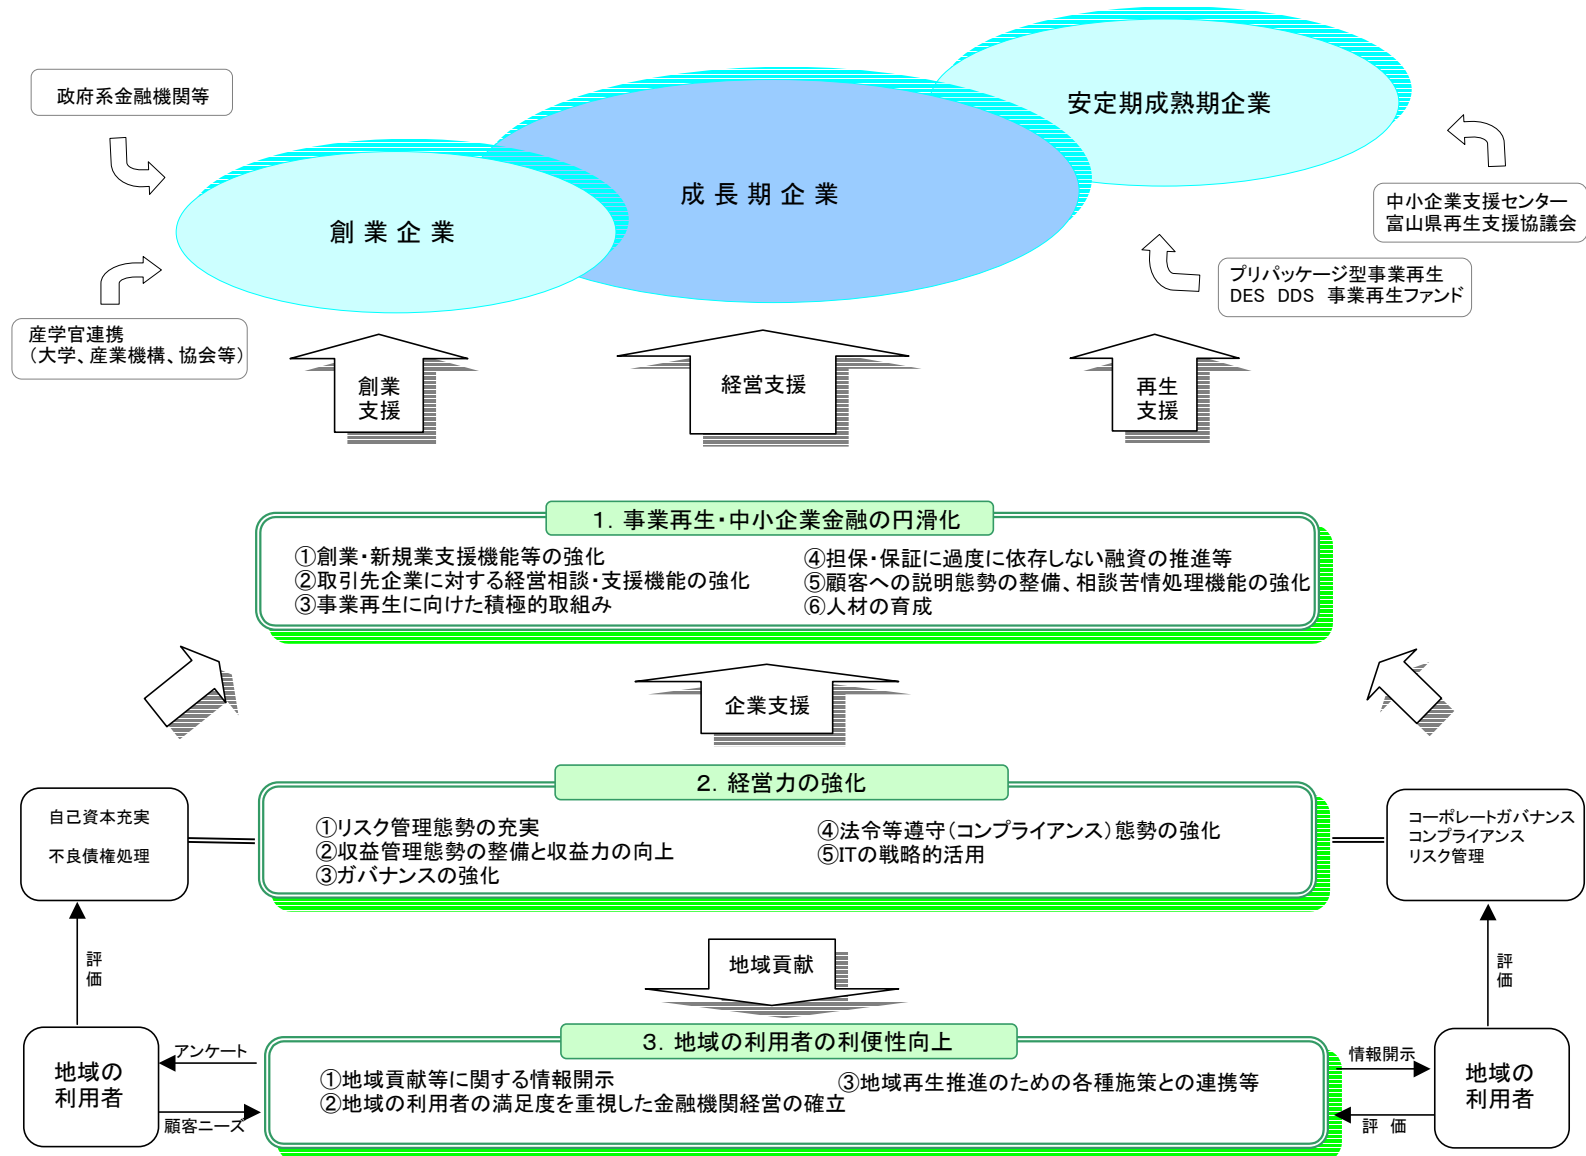 政府系金融機関等
安定期成熟期企業
成長期企業
創業企業
中小企業支援センター
富山県再生支援協議会
プリパッケージ型事業再生
DES DDS 事業再生ファンド
産学官連携
(大学、産業機構、協会等)
創業
支援
経営支援
再生
支援
1．事業再生・中小企業金融の円滑化
①創業・新規業支援機能等の強化
②取引先企業に対する経営相談・支援機能の強化
③事業再生に向けた積極的取組み
④担保・保証に過度に依存しない融資の推進等
⑤顧客への説明態勢の整備、相談苦情処理機能の強化
⑥人材の育成
企業支援
2．経営力の強化
自己資本充実
不良債権処理
①リスク管理態勢の充実
②収益管理態勢の整備と収益力の向上
③ガバナンスの強化
④法令等遵守(コンプライアンス)態勢の強化
⑤ITの戦略的活用
コーポレートガバナンス
コンプライアンス
リスク管理
評
価
地域貢献
評
価
3．地域の利用者の利便性向上
地域の
利用者
アンケート
顧客ニーズ
①地域貢献等に関する情報開示
②地域の利用者の満足度を重視した金融機関経営の確立
③地域再生推進のための各種施策との連携等
情報開示
評 価
地域の
利用者